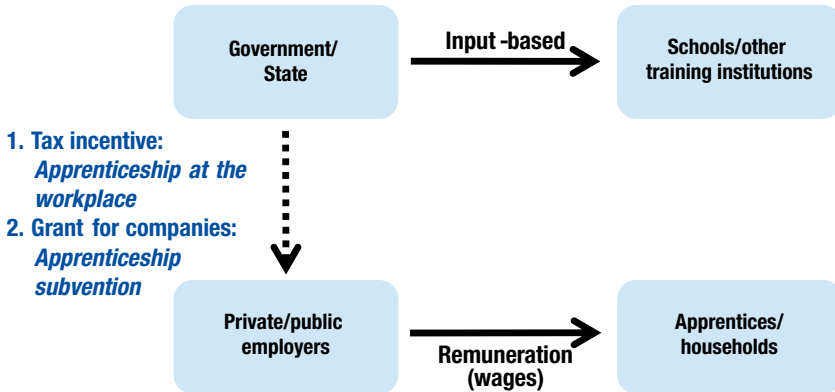 Government/
State
Input -based
Schools/other
training institutions
1. Tax incentive:
Apprenticeship at the
workplace
2. Grant for companies:
Apprenticeship
subvention
Private/public
employers
Remuneration
(wages)
Apprentices/
households